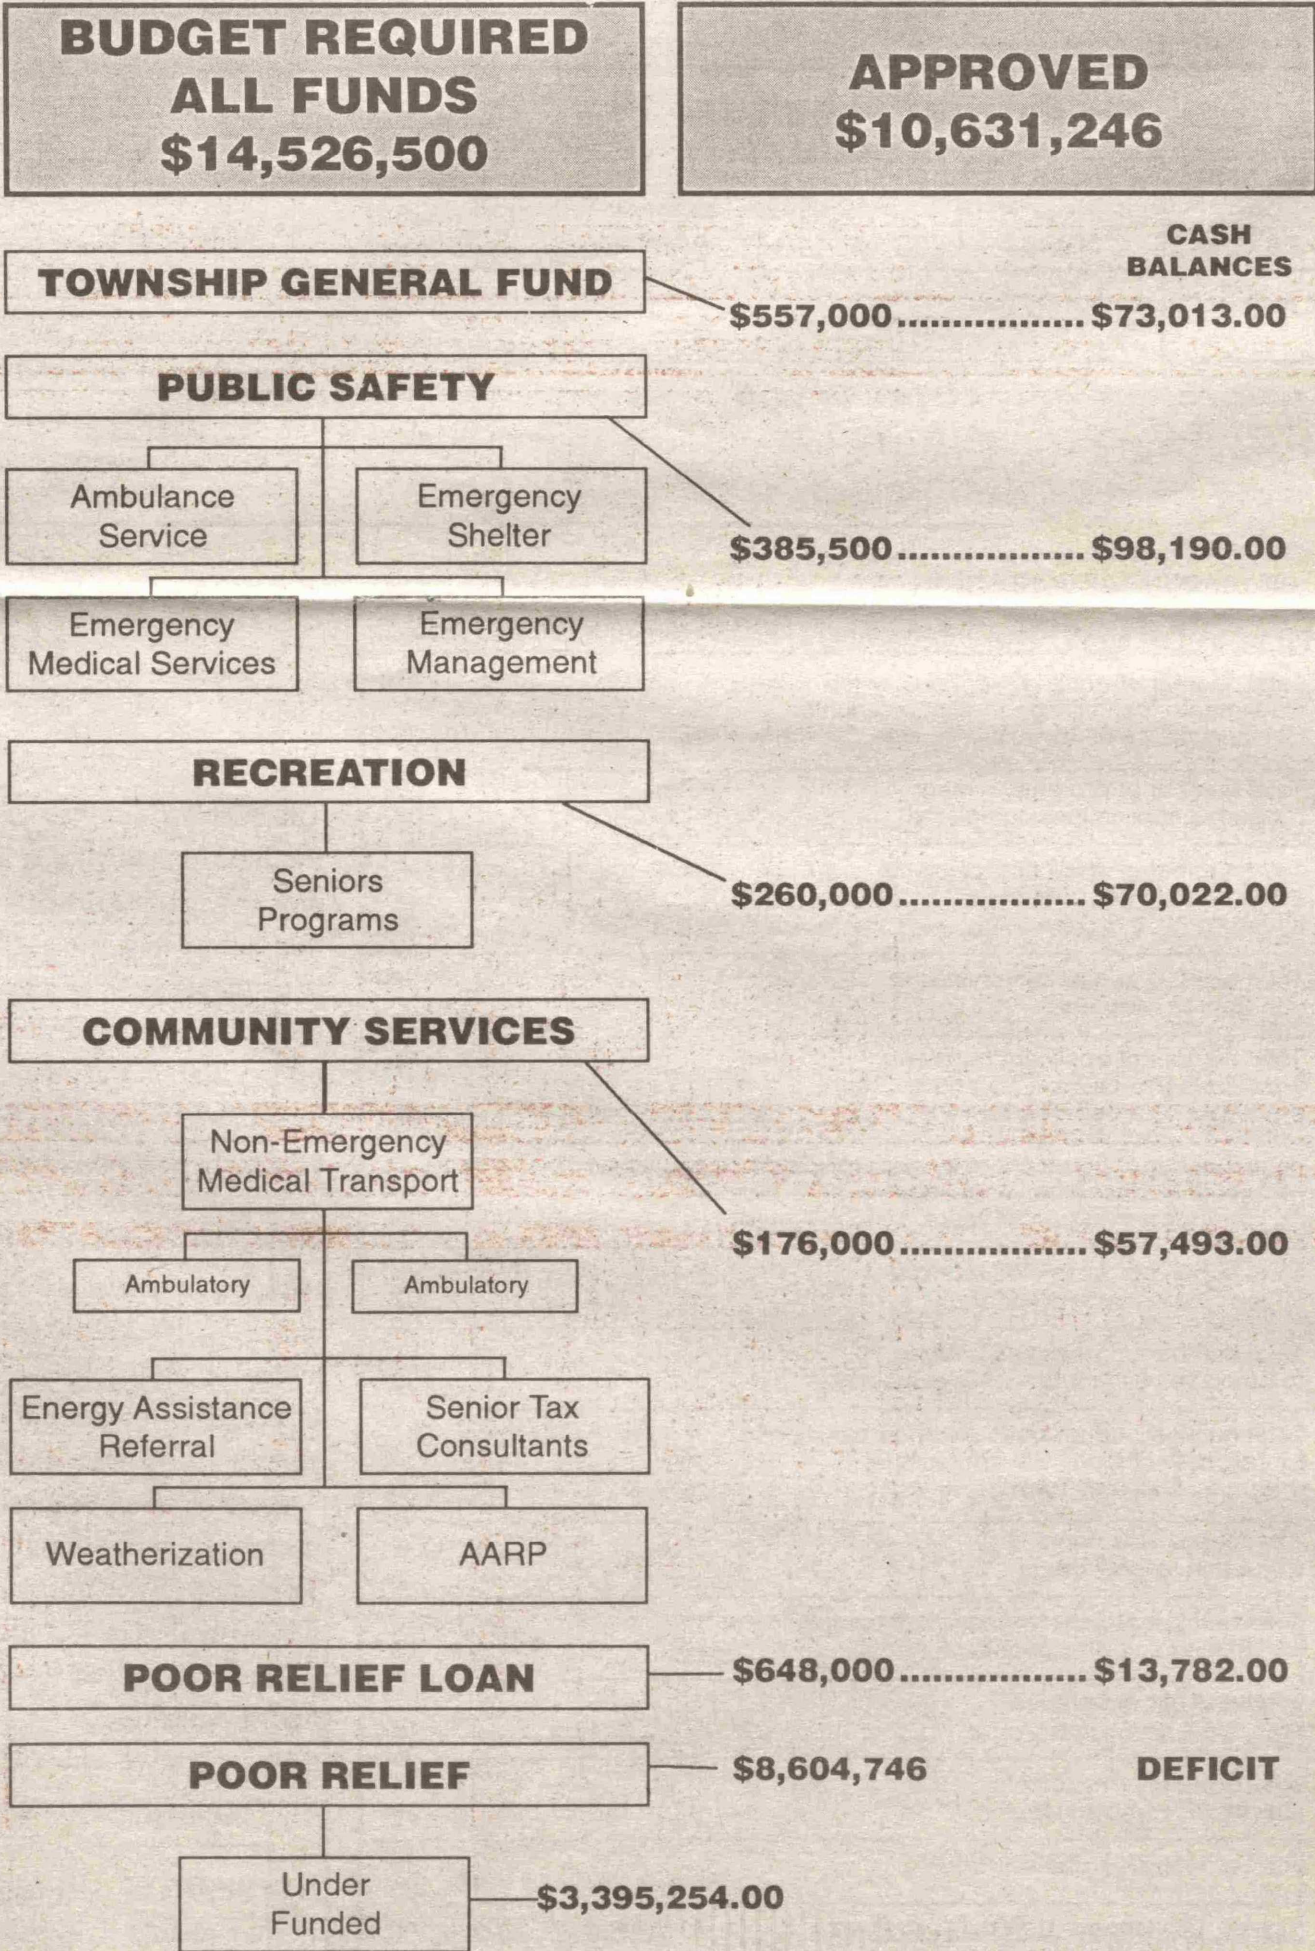 BUDGET REQUIRED
ALL FUNDS
$14,526,500
APPROVED
$10,631,246
CASH
BALANCES
TOWNSHIP GENERAL FUND
$557,000................. $73,013.00
PUBLIC SAFETY
Ambulance
Service
Emergency
Shelter
$385,500................. $98,190.00
Emergency
Medical Services
Emergency
Management
RECREATION
Seniors
Programs
$260,000................. $70,022.00
COMMUNITY SERVICES
Non-Emergency
Medical Transport
$176,000................. $57,493.00
Ambulatory
Ambulatory
Energy Assistance
Referral
Senior Tax
Consultants
Weatherization
AARP
POOR RELIEF LOAN
$648,000................. $13,782.00
POOR RELIEF
$8,604,746 DEFICIT
Under
Funded
$3,395,254.00